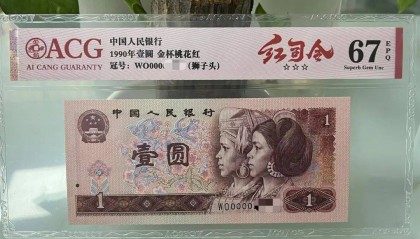 ACG
AI CANG GUARANTY
中国人民银行
1990年壹圆 金杯桃花红
冠号：WO000 (狮子头)
红司令
☆☆☆
67
EPQ
Superb Gem Unc
中国人民银行
1
壹圆
1
WO0000
1